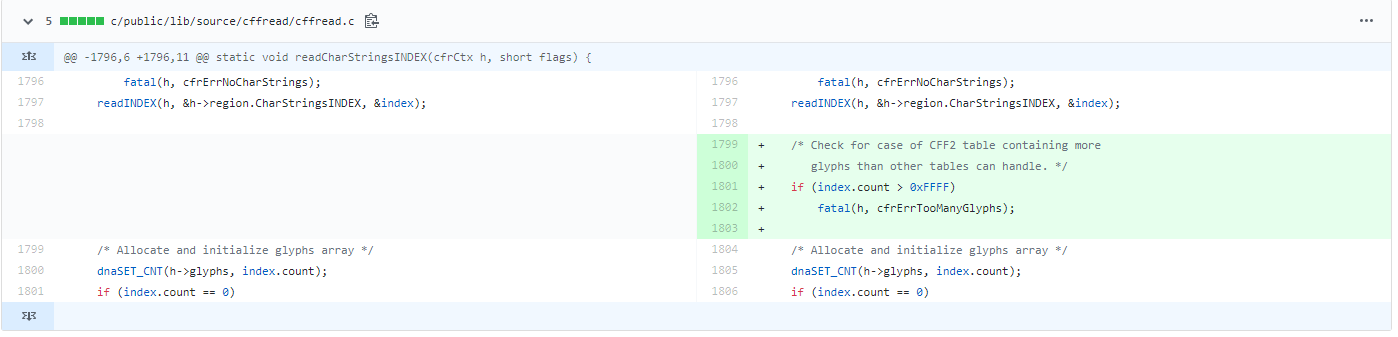 5 c/public/lib/source/cffread/cffread.c
@@ -1796,6 +1796,11 @@ static void readCharStringsINDEX(cfrCtx h, short flags) {
1796 fatal(h, cfrErrNoCharStrings); 1796 fatal(h, cfrErrNoCharStrings);
1797 readINDEX(h, &h->region.CharStringsINDEX, &index); 1797 readINDEX(h, &h->region.CharStringsINDEX, &index);
1798 1798
1799 + /* Check for case of CFF2 table containing more
1800 + glyphs than other tables can handle. */
1801 + if (index.count > 0xFFFF)
1802 + fatal(h, cfrErrTooManyGlyphs);
1803 +
1799 /* Allocate and initialize glyphs array */ 1804 /* Allocate and initialize glyphs array */
1800 dnaSET_CNT(h->glyphs, index.count); 1805 dnaSET_CNT(h->glyphs, index.count);
1801 if (index.count == 0) 1806 if (index.count == 0)